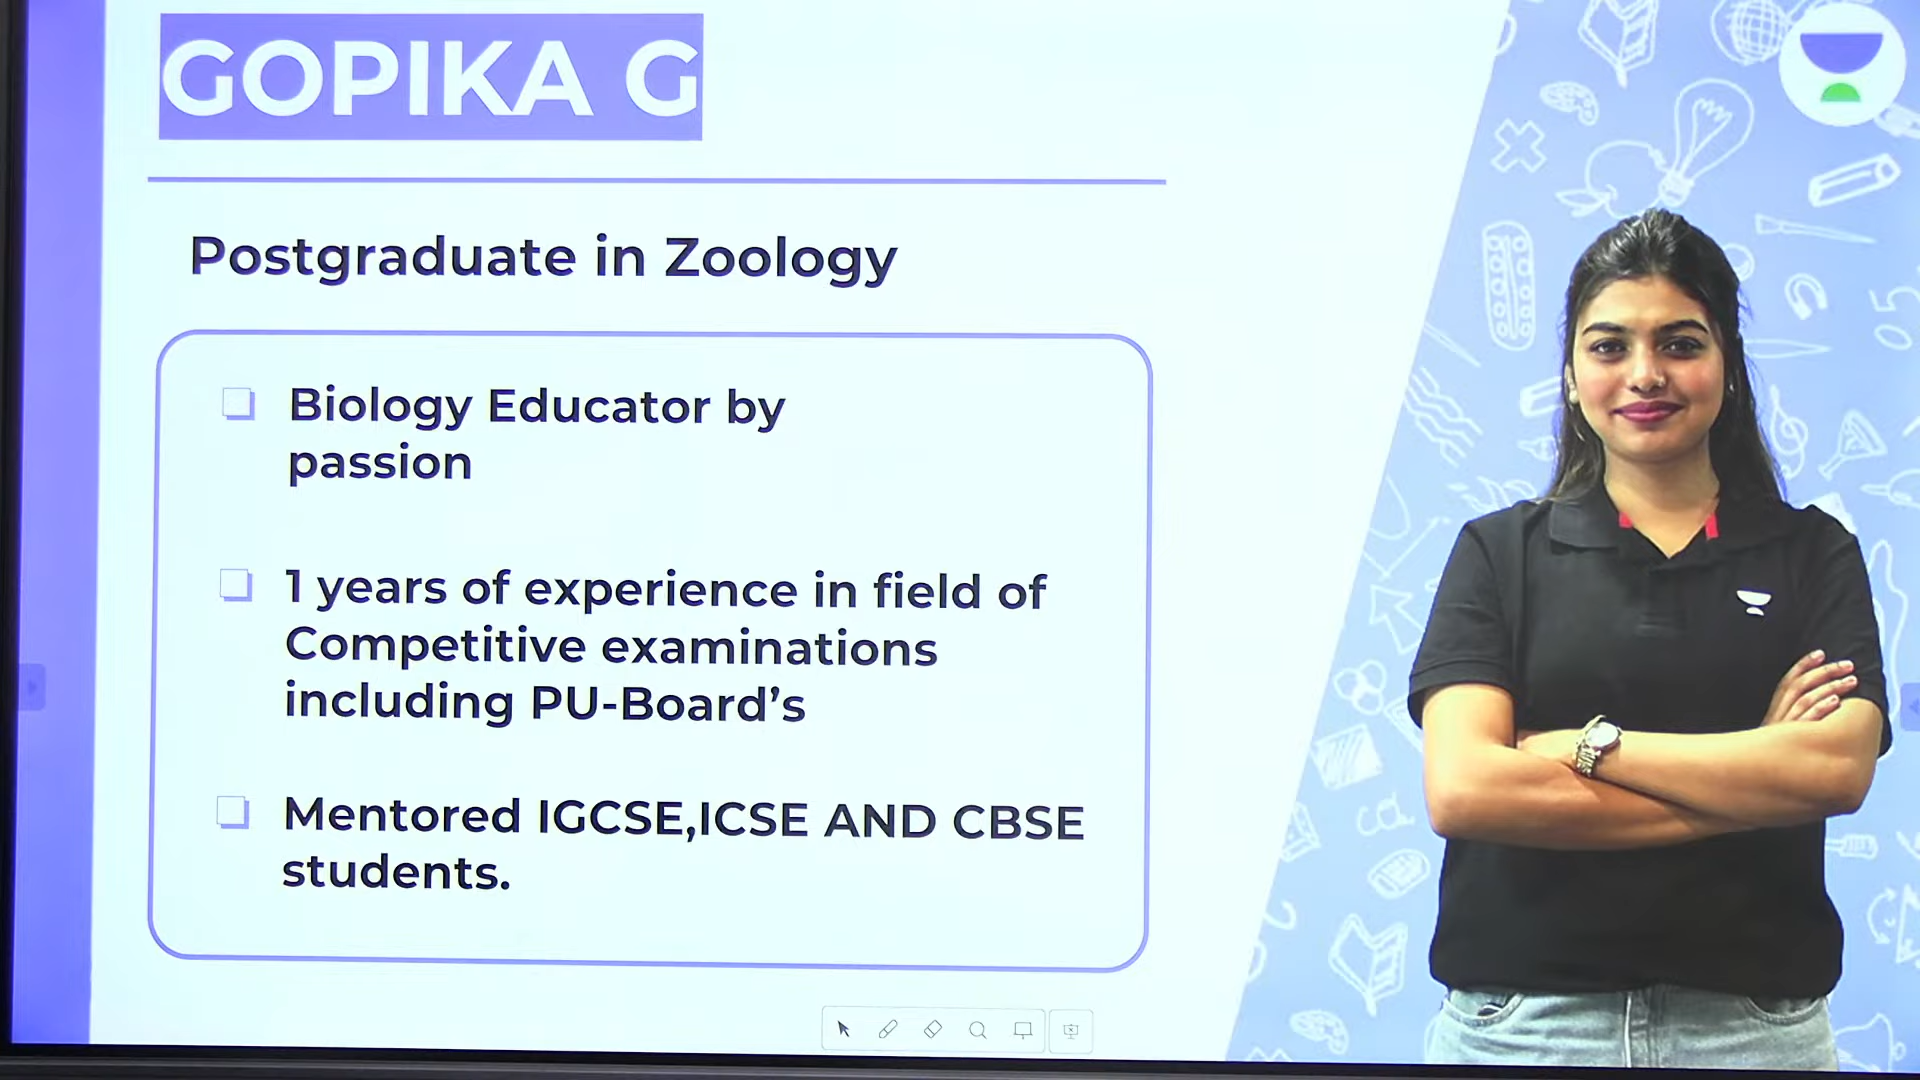 GOPIKA G
Postgraduate in Zoology
Biology Educator by
passion
1 years of experience in field of
Competitive examinations
including PU-Board's
Mentored IGCSE,ICSE AND CBSE
students.